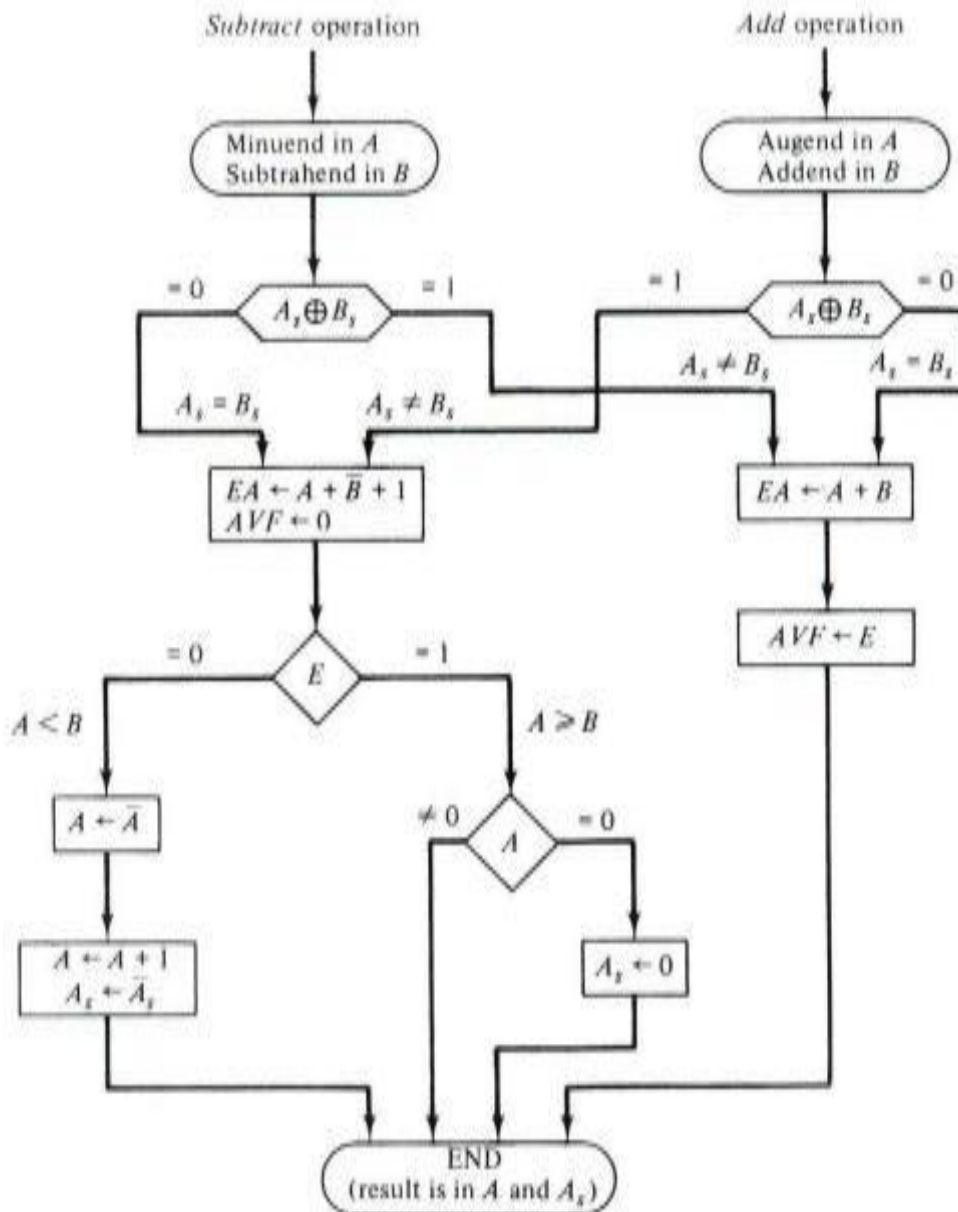 Subtract operation
Add operation
Minuend in A
Subtrahend in B
Augend in A
Addend in B
= 0
A_s ⊕ B_s
= 1
= 1
A_s ⊕ B_s
= 0
A_s = B_s
A_s ≠ B_s
A_s ≠ B_s
A_s = B_s
EA ← A + B̅ + 1
AVF ← 0
EA ← A + B
AVF ← E
= 0
E
= 1
A < B
A ⩾ B
A ← A̅
≠ 0
A
= 0
A ← A + 1
A_s ← A̅_s
A_s ← 0
END
(result is in A and A_s)